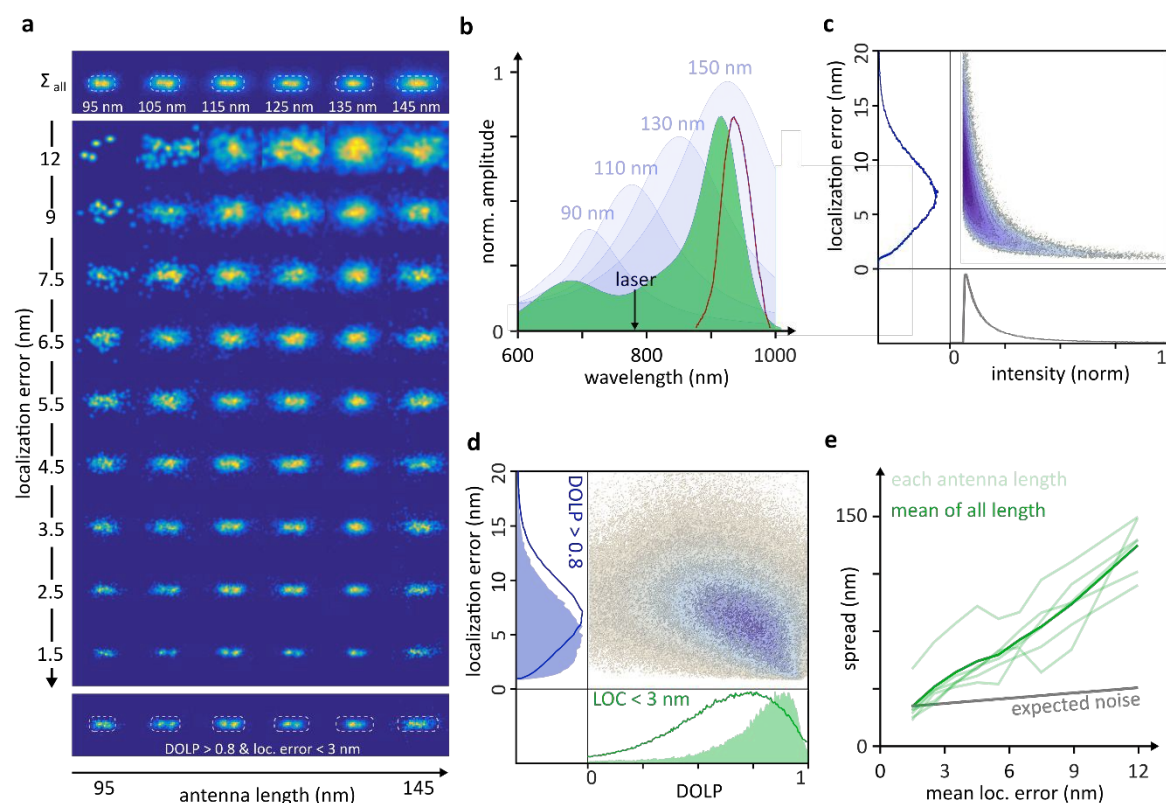 a
Σ all
95 nm 105 nm 115 nm 125 nm 135 nm 145 nm
localization error (nm)
12
9
7.5
6.5
5.5
4.5
3.5
2.5
1.5
DOLP > 0.8 & loc. error < 3 nm
95 antenna length (nm) 145
b
norm. amplitude
1
0
150 nm
130 nm
110 nm
90 nm
laser
600 800 1000
wavelength (nm)
c
localization error (nm)
20
15
10
5
0
0 1
intensity (norm)
d
localization error (nm)
20
15
10
5
0
DOLP > 0.8
LOC < 3 nm
0 1
DOLP
e
each antenna length
mean of all length
spread (nm)
150
0
expected noise
0 3 6 9 12
mean loc. error (nm)